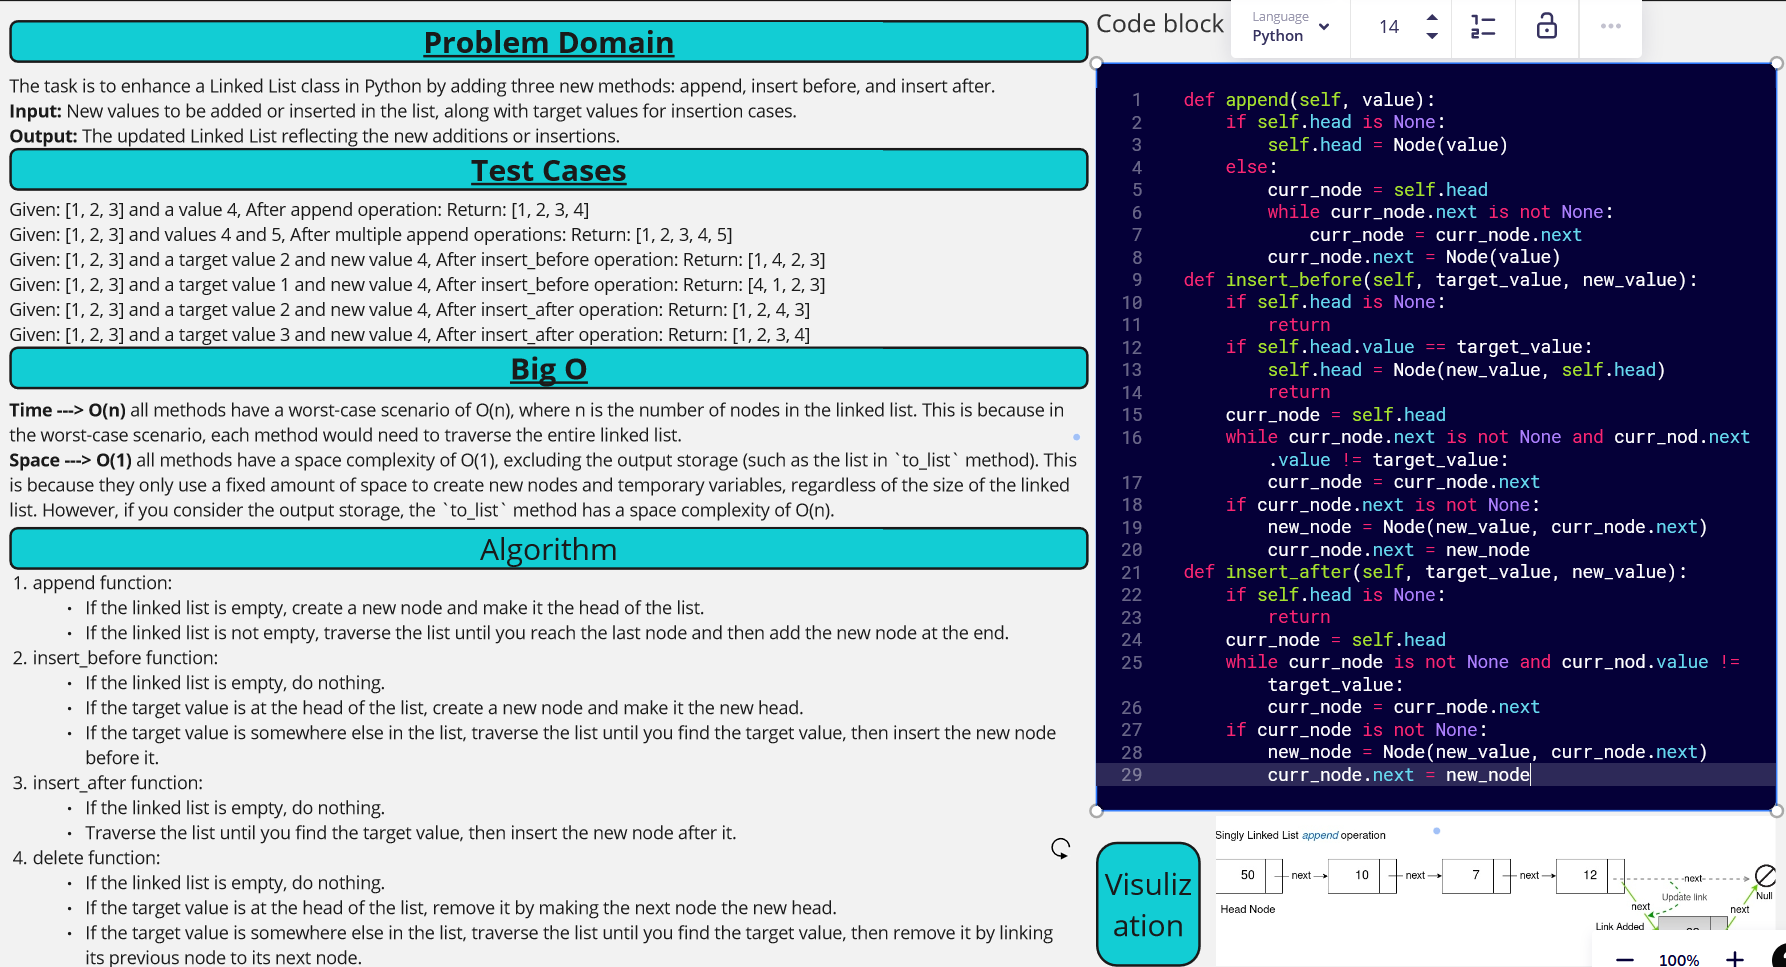 Problem Domain
The task is to enhance a Linked List class in Python by adding three new methods: append, insert before, and insert after.
Input: New values to be added or inserted in the list, along with target values for insertion cases.
Output: The updated Linked List reflecting the new additions or insertions.
Test Cases
Given: [1, 2, 3] and a value 4, After append operation: Return: [1, 2, 3, 4]
Given: [1, 2, 3] and values 4 and 5, After multiple append operations: Return: [1, 2, 3, 4, 5]
Given: [1, 2, 3] and a target value 2 and new value 4, After insert_before operation: Return: [1, 4, 2, 3]
Given: [1, 2, 3] and a target value 1 and new value 4, After insert_before operation: Return: [4, 1, 2, 3]
Given: [1, 2, 3] and a target value 2 and new value 4, After insert_after operation: Return: [1, 2, 4, 3]
Given: [1, 2, 3] and a target value 3 and new value 4, After insert_after operation: Return: [1, 2, 3, 4]
Big O
Time ---> O(n) all methods have a worst-case scenario of O(n), where n is the number of nodes in the linked list. This is because in
the worst-case scenario, each method would need to traverse the entire linked list.
Space ---> O(1) all methods have a space complexity of O(1), excluding the output storage (such as the list in `to_list` method). This
is because they only use a fixed amount of space to create new nodes and temporary variables, regardless of the size of the linked
list. However, if you consider the output storage, the `to_list` method has a space complexity of O(n).
Algorithm
1. append function:
• If the linked list is empty, create a new node and make it the head of the list.
• If the linked list is not empty, traverse the list until you reach the last node and then add the new node at the end.
2. insert_before function:
• If the linked list is empty, do nothing.
• If the target value is at the head of the list, create a new node and make it the new head.
• If the target value is somewhere else in the list, traverse the list until you find the target value, then insert the new node
before it.
3. insert_after function:
• If the linked list is empty, do nothing.
• Traverse the list until you find the target value, then insert the new node after it.
4. delete function:
• If the linked list is empty, do nothing.
• If the target value is at the head of the list, remove it by making the next node the new head.
• If the target value is somewhere else in the list, traverse the list until you find the target value, then remove it by linking
its previous node to its next node.
Code block
Language
Python
14
1 def append(self, value):
2 if self.head is None:
3 self.head = Node(value)
4 else:
5 curr_node = self.head
6 while curr_node.next is not None:
7 curr_node = curr_node.next
8 curr_node.next = Node(value)
9 def insert_before(self, target_value, new_value):
10 if self.head is None:
11 return
12 if self.head.value == target_value:
13 self.head = Node(new_value, self.head)
14 return
15 curr_node = self.head
16 while curr_node.next is not None and curr_nod.next
.value != target_value:
17 curr_node = curr_node.next
18 if curr_node.next is not None:
19 new_node = Node(new_value, curr_node.next)
20 curr_node.next = new_node
21 def insert_after(self, target_value, new_value):
22 if self.head is None:
23 return
24 curr_node = self.head
25 while curr_node is not None and curr_nod.value !=
target_value:
26 curr_node = curr_node.next
27 if curr_node is not None:
28 new_node = Node(new_value, curr_node.next)
29 curr_node.next = new_node
Visuliz
ation
Singly Linked List append operation
50 next 10 next 7 next 12 next
Null
Update link
next next
Head Node
Link Added
100%